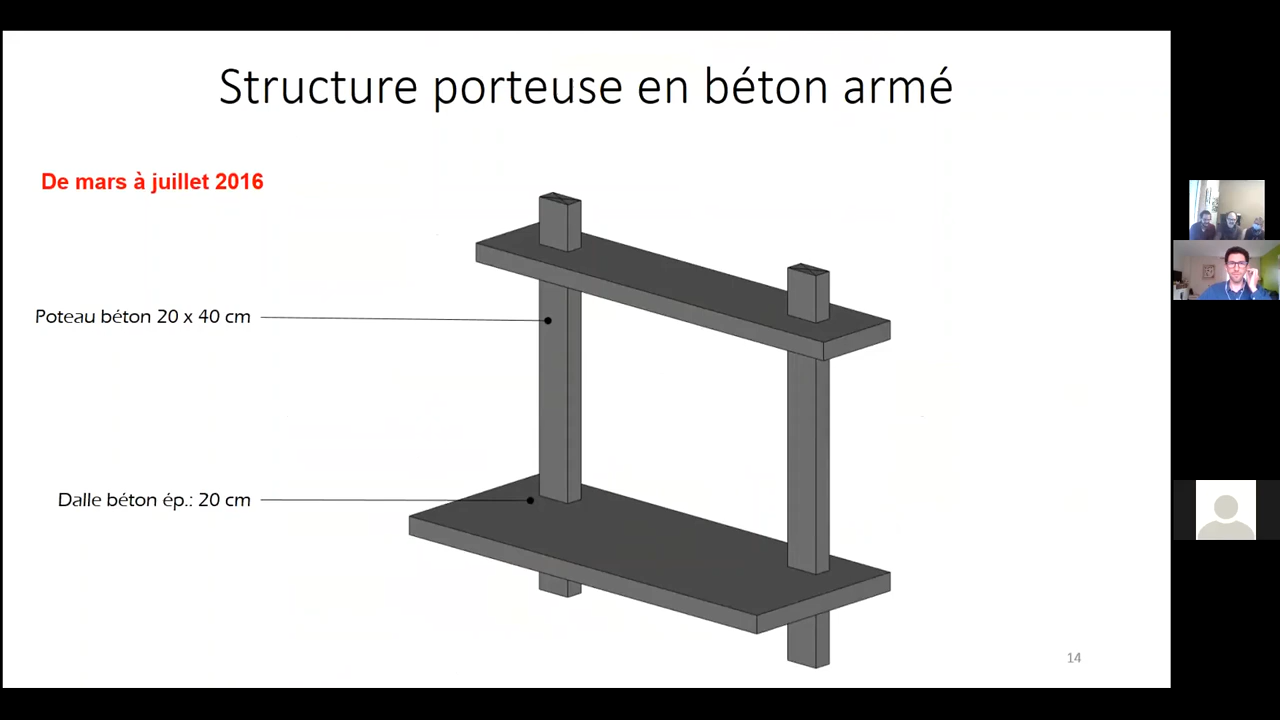 Structure porteuse en béton armé
De mars à juillet 2016
Poteau béton 20 x 40 cm
Dalle béton ép.: 20 cm
14